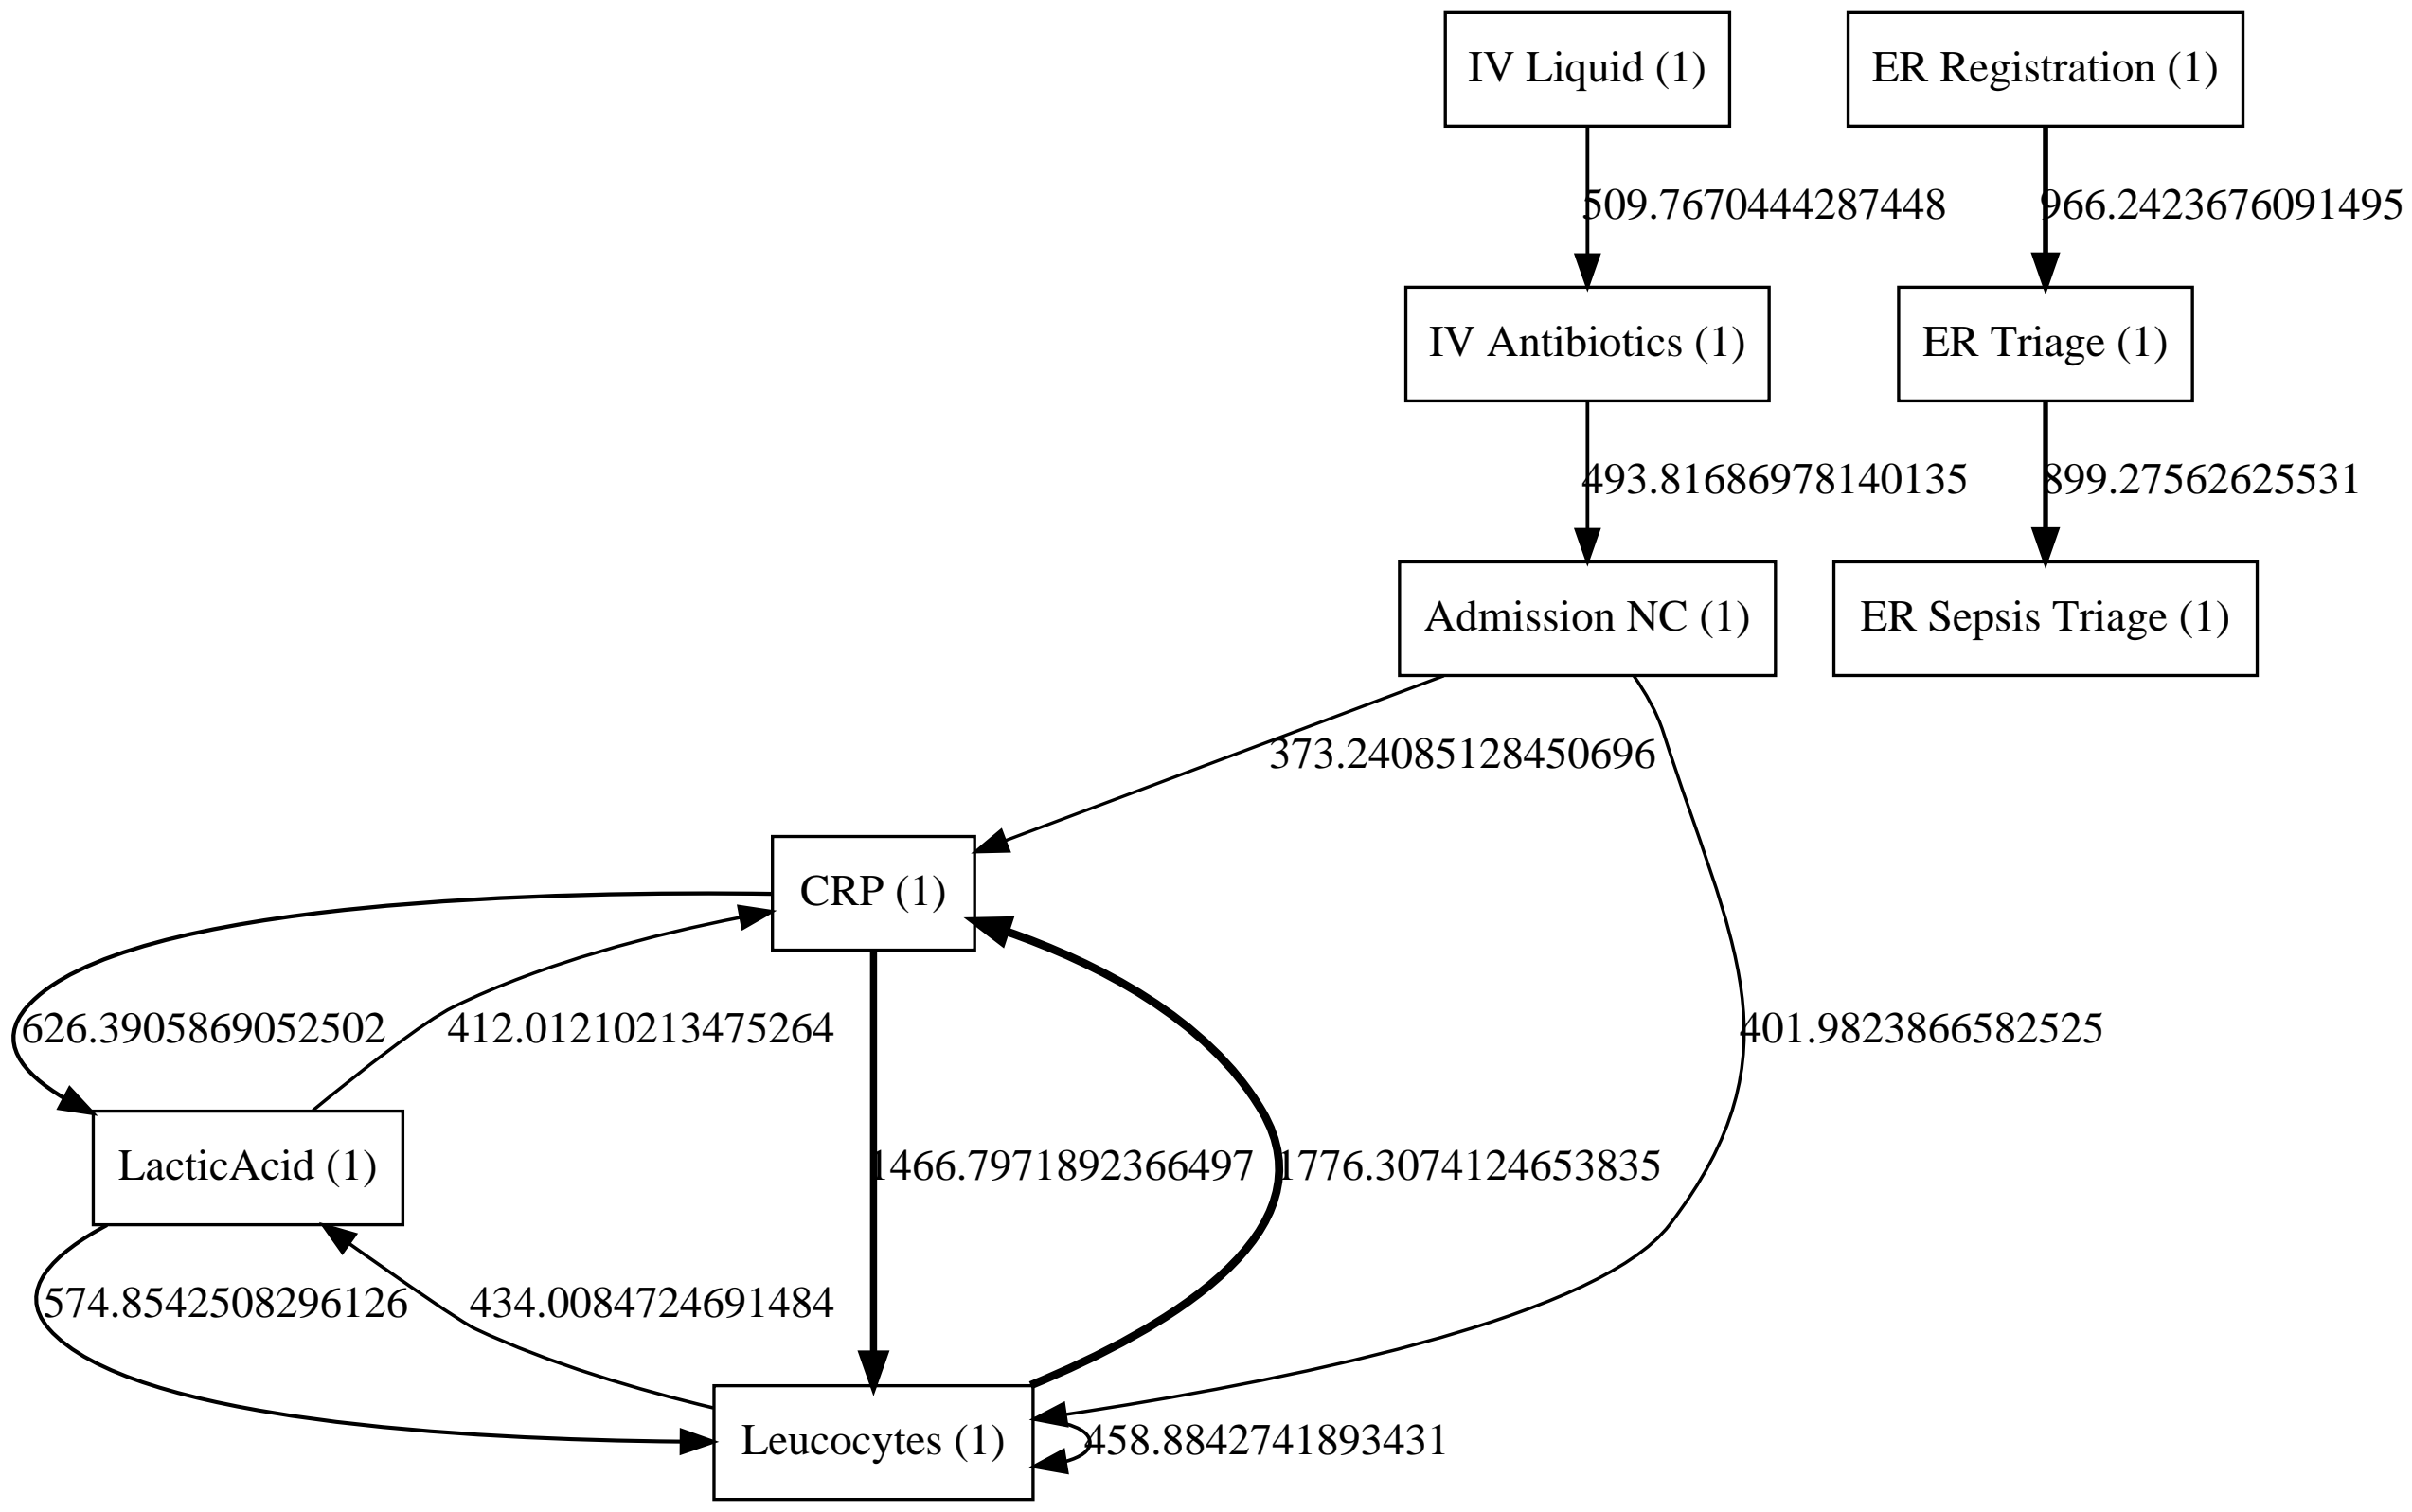 IV Liquid (1)
ER Registration (1)
509.7670444287448
966.2423676091495
IV Antibiotics (1)
ER Triage (1)
493.81686978140135
899.27562625531
Admission NC (1)
ER Sepsis Triage (1)
373.24085128450696
CRP (1)
626.3905869052502
412.01210213475264
401.9823866582525
LacticAcid (1)
1466.7971892366497
1776.3074124653835
574.8542508296126
434.0084724691484
Leucocytes (1)
458.8842741893431